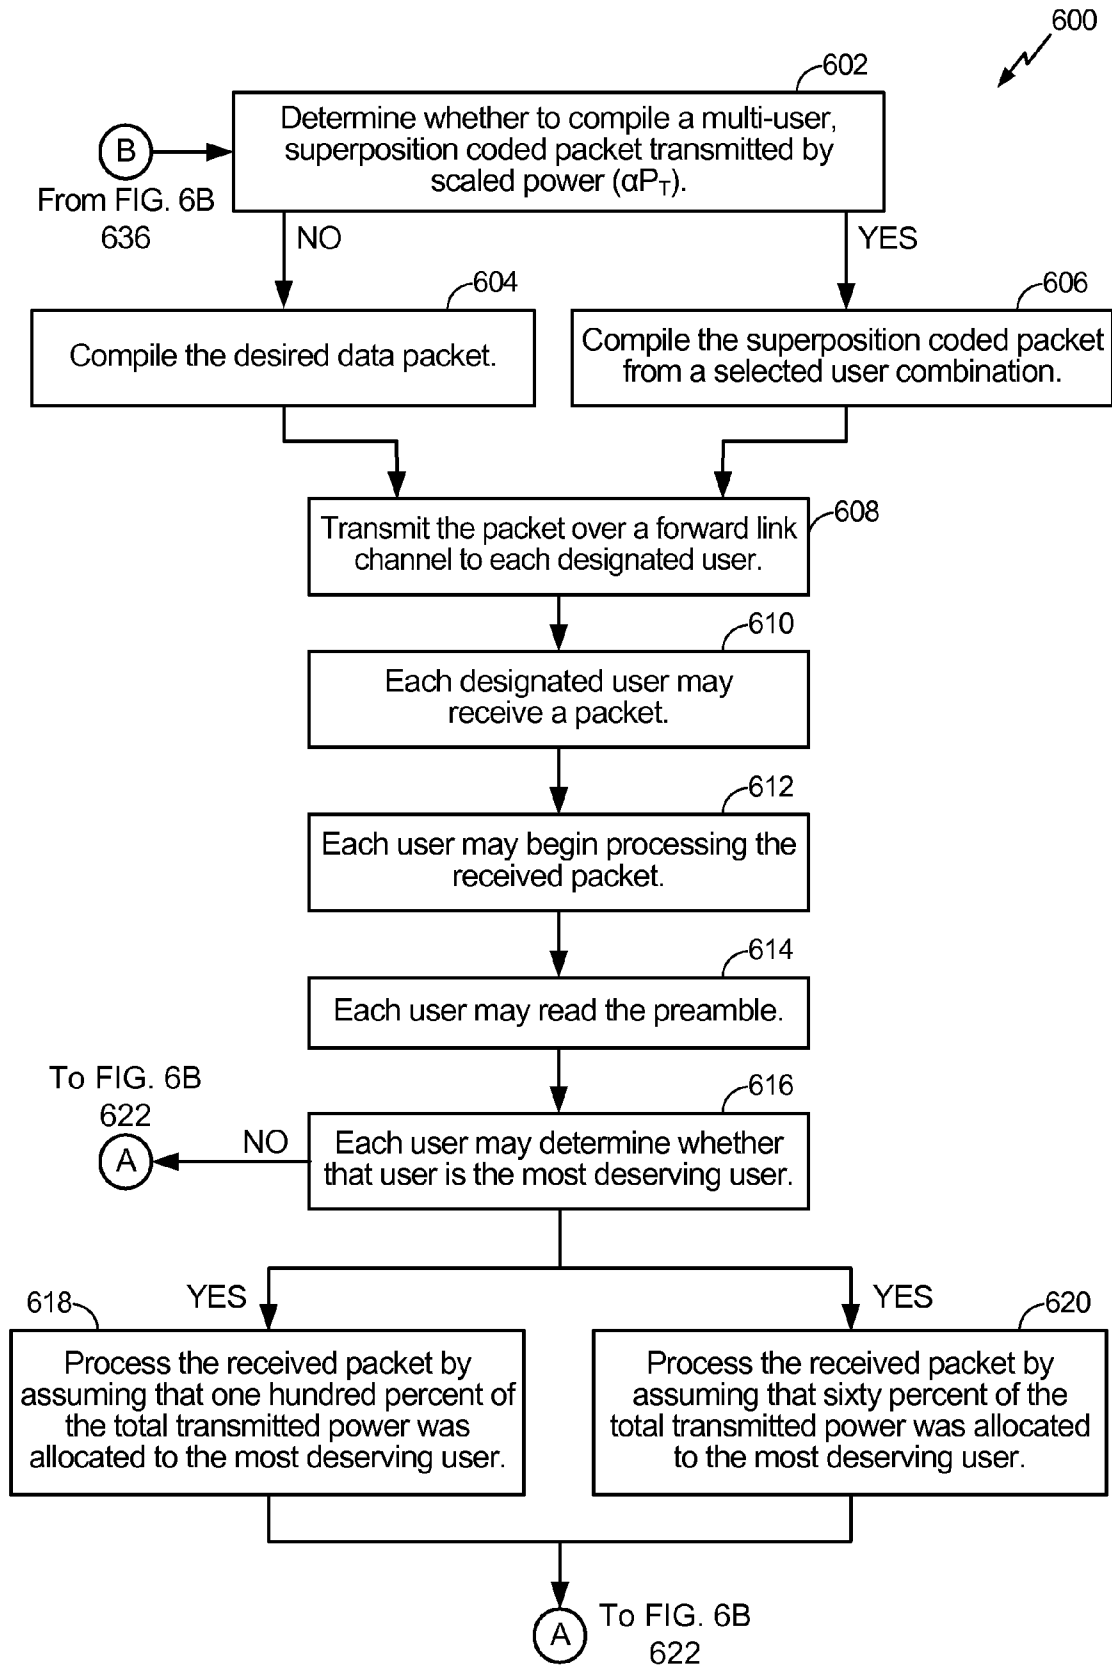 600
602
Determine whether to compile a multi-user,
superposition coded packet transmitted by
scaled power (αPT).
B
From FIG. 6B
636
NO
YES
604
Compile the desired data packet.
606
Compile the superposition coded packet
from a selected user combination.
Transmit the packet over a forward link
channel to each designated user.
608
610
Each designated user may
receive a packet.
612
Each user may begin processing the
received packet.
614
Each user may read the preamble.
To FIG. 6B
622
A
NO
616
Each user may determine whether
that user is the most deserving user.
YES
YES
618
Process the received packet by
assuming that one hundred percent of
the total transmitted power was
allocated to the most deserving user.
620
Process the received packet by
assuming that sixty percent of the
total transmitted power was allocated
to the most deserving user.
A
To FIG. 6B
622